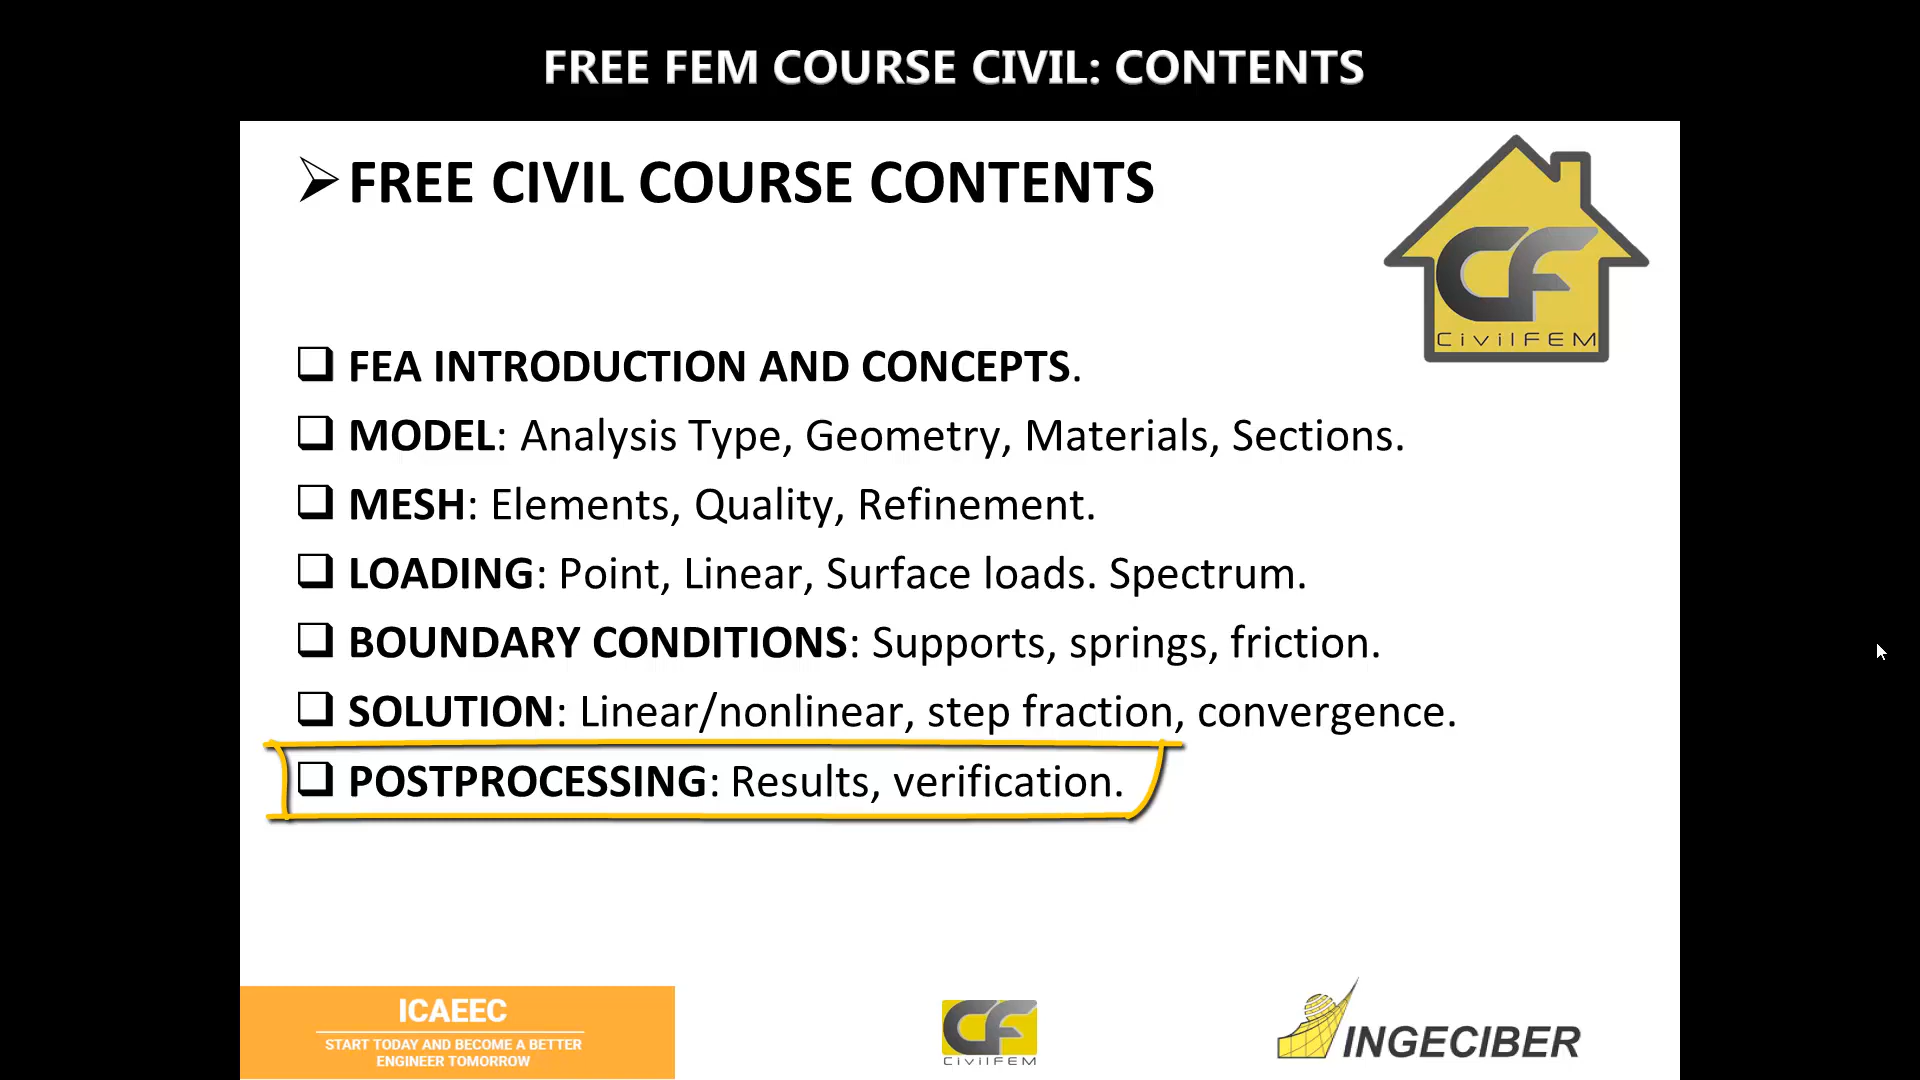 FREE FEM COURSE CIVIL: CONTENTS
FREE CIVIL COURSE CONTENTS
CF
CivilFEM
FEA INTRODUCTION AND CONCEPTS.
MODEL: Analysis Type, Geometry, Materials, Sections.
MESH: Elements, Quality, Refinement.
LOADING: Point, Linear, Surface loads. Spectrum.
BOUNDARY CONDITIONS: Supports, springs, friction.
SOLUTION: Linear/nonlinear, step fraction, convergence.
POSTPROCESSING: Results, verification.
ICAEEC
START TODAY AND BECOME A BETTER
ENGINEER TOMORROW
CF
CivilFEM
INGECIBER